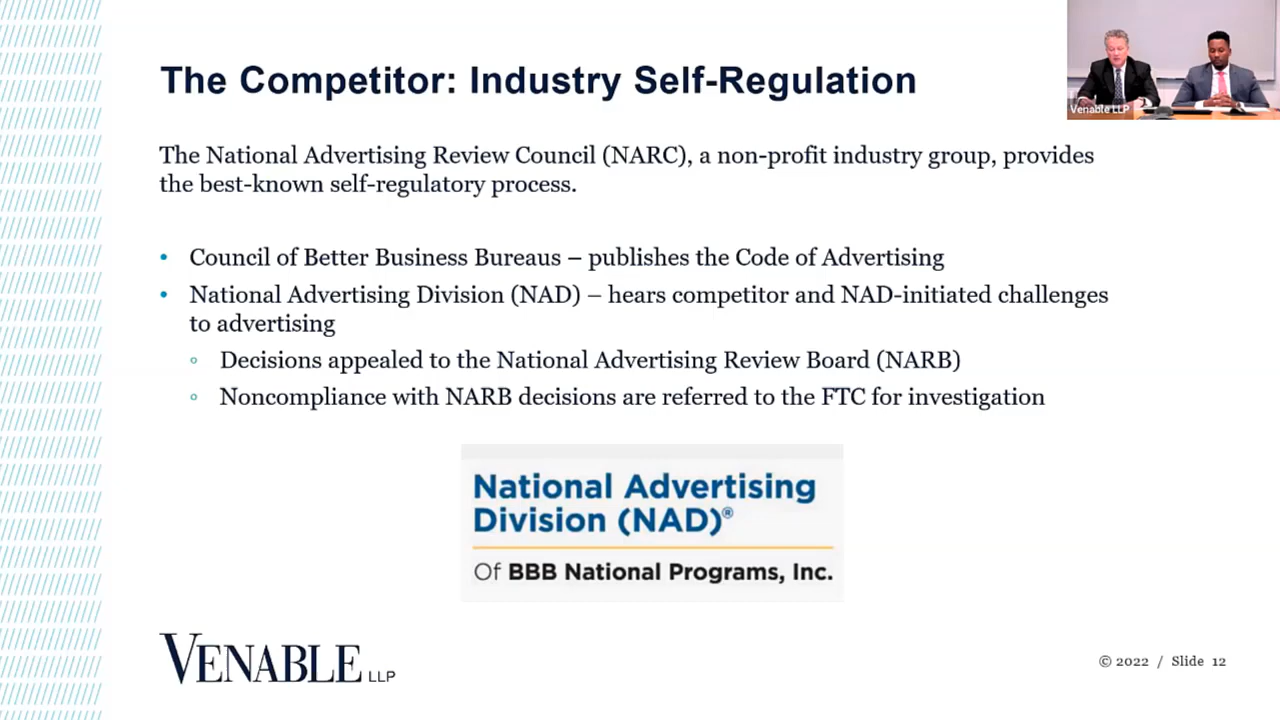 The Competitor: Industry Self-Regulation
Venable LLP
The National Advertising Review Council (NARC), a non-profit industry group, provides
the best-known self-regulatory process.
• Council of Better Business Bureaus – publishes the Code of Advertising
• National Advertising Division (NAD) – hears competitor and NAD-initiated challenges
to advertising
◦ Decisions appealed to the National Advertising Review Board (NARB)
◦ Noncompliance with NARB decisions are referred to the FTC for investigation
National Advertising
Division (NAD)®
Of BBB National Programs, Inc.
VENABLE LLP
© 2022 / Slide 12